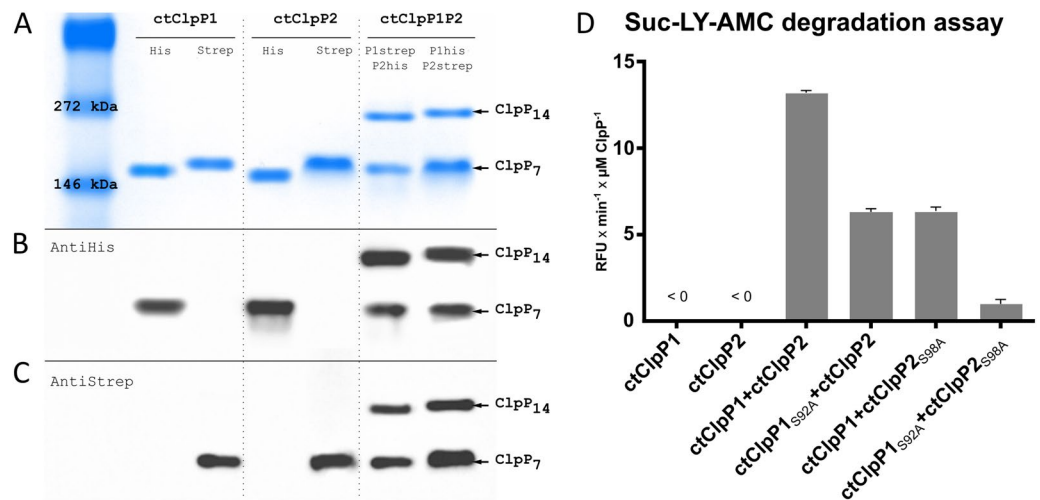 A
ctClpP1
ctClpP2
ctClpP1P2
His
Strep
His
Strep
P1strep
P2his
P1his
P2strep
272 kDa
ClpP14
ClpP7
146 kDa
B
AntiHis
ClpP14
ClpP7
C
AntiStrep
ClpP14
ClpP7
D
Suc-LY-AMC degradation assay
RFU x min-1 x µM ClpP-1
15
10
5
0
< 0
< 0
ctClpP1
ctClpP2
ctClpP1+ctClpP2
ctClpP1S92A+ctClpP2
ctClpP1+ctClpP2S98A
ctClpP1S92A+ctClpP2S98A